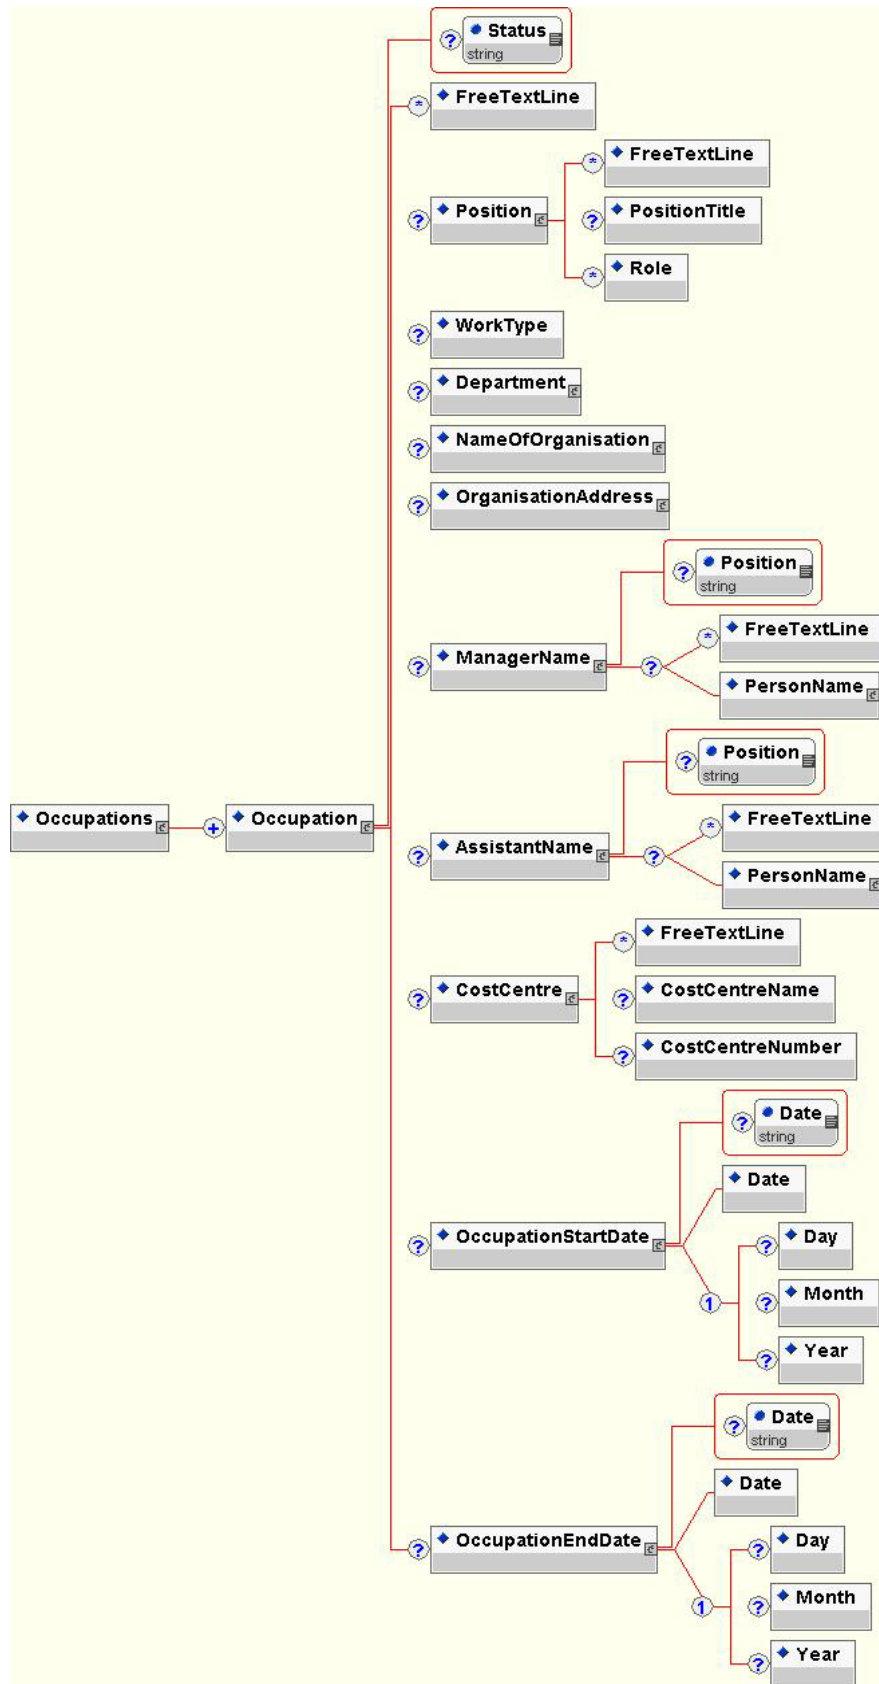 ? Status
string
* FreeTextLine
* FreeTextLine
? Position
? PositionTitle
* Role
? WorkType
? Department
? NameOfOrganisation
? OrganisationAddress
? Position
string
* FreeTextLine
? ManagerName
?
PersonName
? Position
string
Occupations
+ Occupation
* FreeTextLine
? AssistantName
?
PersonName
* FreeTextLine
? CostCentre
? CostCentreName
? CostCentreNumber
? Date
string
Date
? OccupationStartDate
? Day
1
? Month
? Year
? Date
string
Date
? OccupationEndDate
? Day
1
? Month
? Year